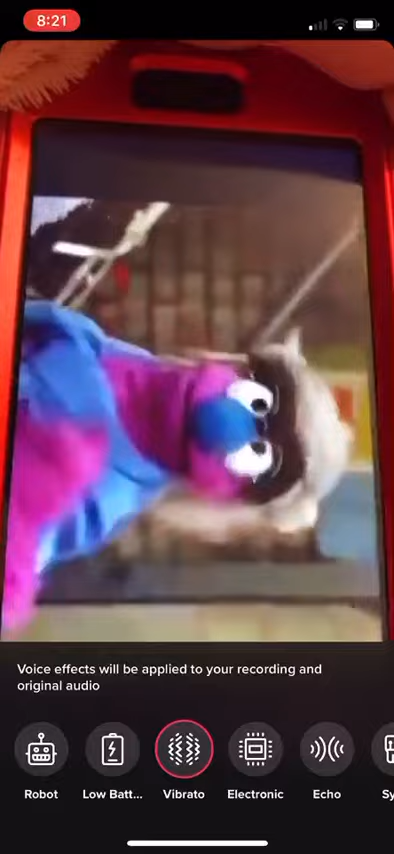 8:21
Voice effects will be applied to your recording and
original audio
Robot
Low Batt...
Vibrato
Electronic
Echo
Sy